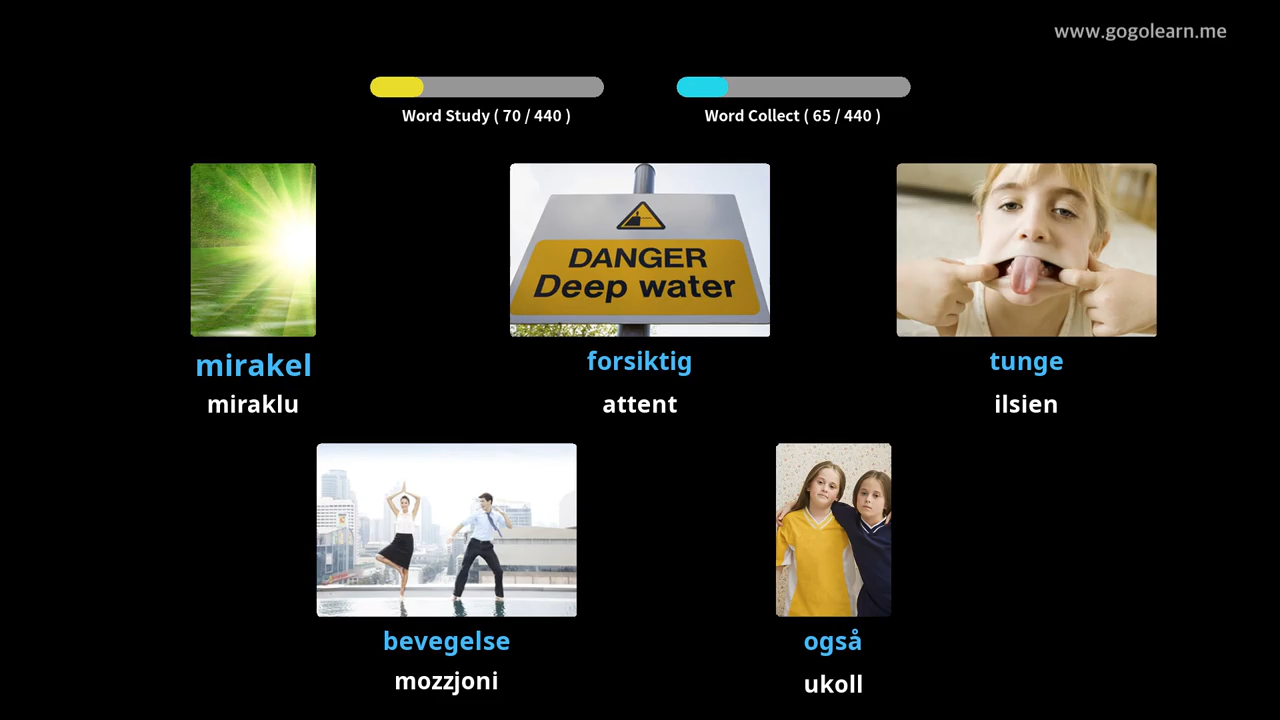 www.gogolearn.me
Word Study ( 70 / 440 )
Word Collect ( 65 / 440 )
DANGER
Deep water
mirakel
miraklu
forsiktig
attent
tunge
ilsien
bevegelse
mozzjoni
også
ukoll